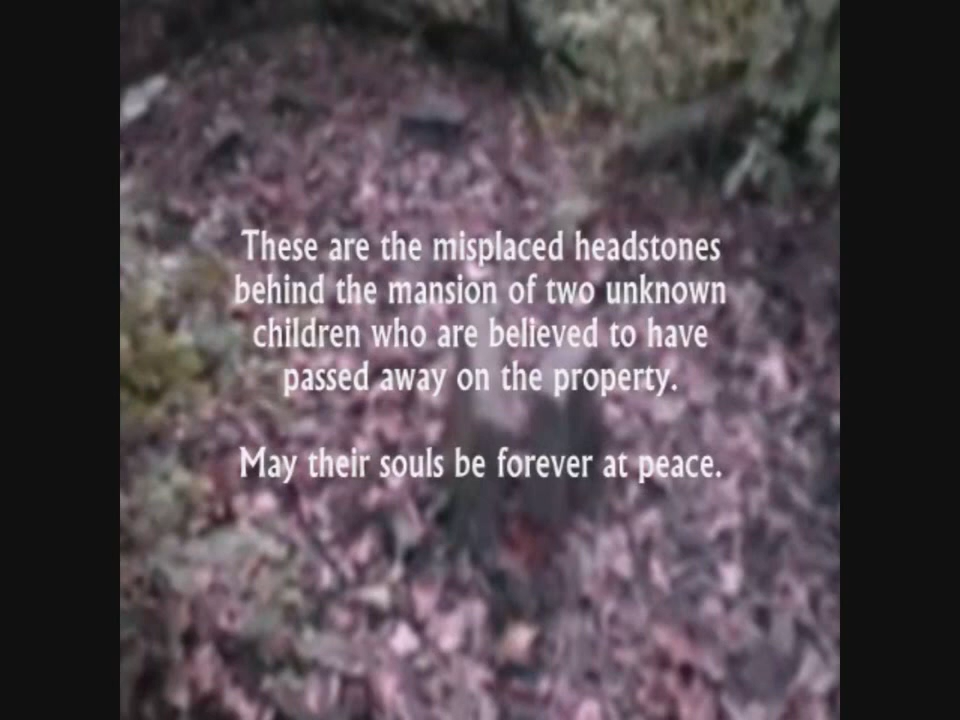 These are the misplaced headstones
behind the mansion of two unknown
children who are believed to have
passed away on the property.
May their souls be forever at peace.